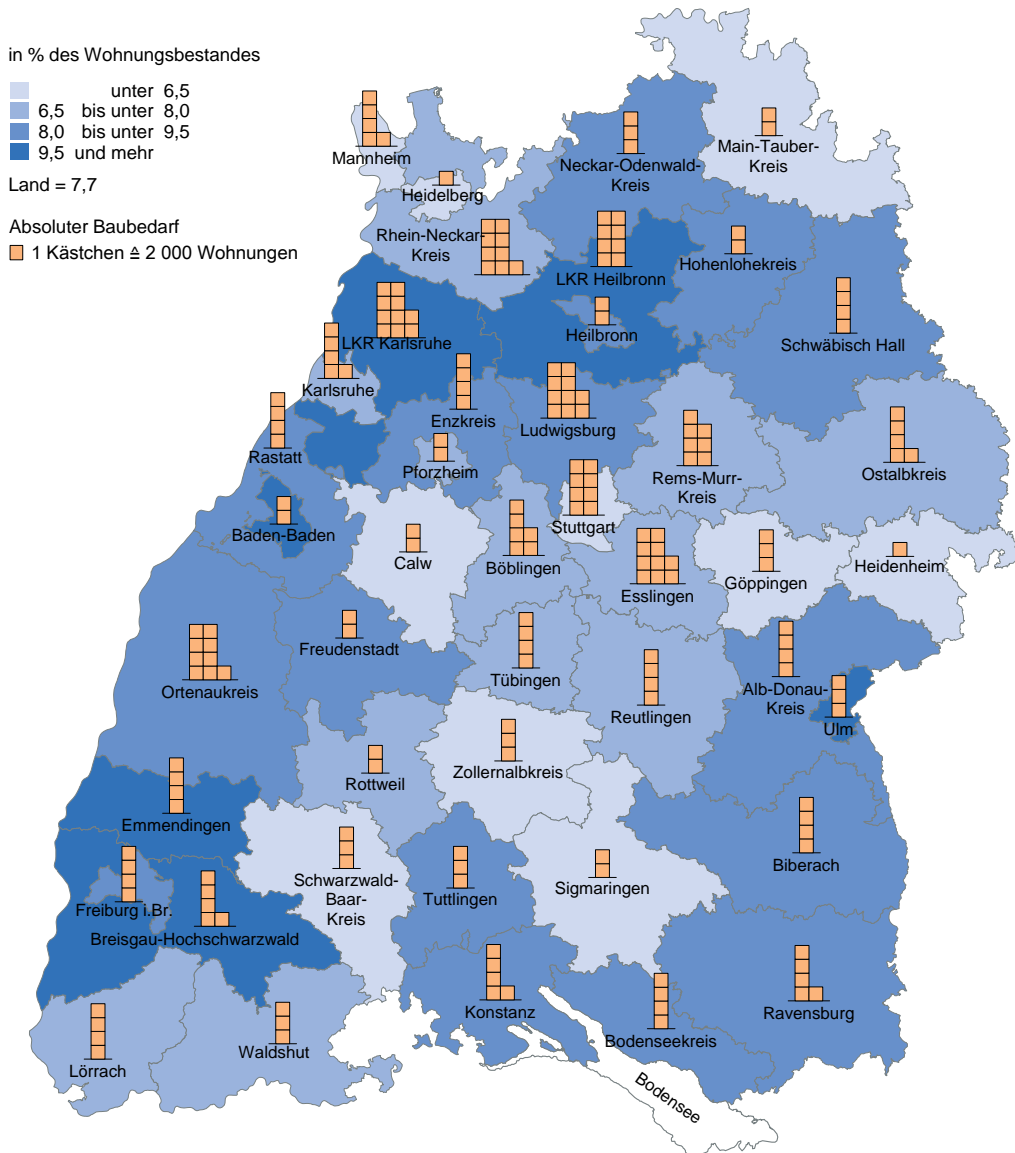 in % des Wohnungsbestandes
unter 6,5
6,5 bis unter 8,0
8,0 bis unter 9,5
9,5 und mehr
Land = 7,7
Absoluter Baubedarf
1 Kästchen ≙ 2 000 Wohnungen
Mannheim
Heidelberg
Neckar-Odenwald-
Kreis
Main-Tauber-
Kreis
Rhein-Neckar-
Kreis
LKR Heilbronn
Hohenlohekreis
Heilbronn
Schwäbisch Hall
LKR Karlsruhe
Karlsruhe
Enzkreis
Ludwigsburg
Rastatt
Pforzheim
Rems-Murr-
Kreis
Ostalbkreis
Baden-Baden
Calw
Böblingen
Stuttgart
Esslingen
Göppingen
Heidenheim
Freudenstadt
Ortenaukreis
Tübingen
Reutlingen
Alb-Donau-
Kreis
Ulm
Rottweil
Zollernalbkreis
Emmendingen
Biberach
Schwarzwald-
Baar-
Kreis
Tuttlingen
Sigmaringen
Freiburg i.Br.
Breisgau-Hochschwarzwald
Konstanz
Bodenseekreis
Ravensburg
Lörrach
Waldshut
Bodensee